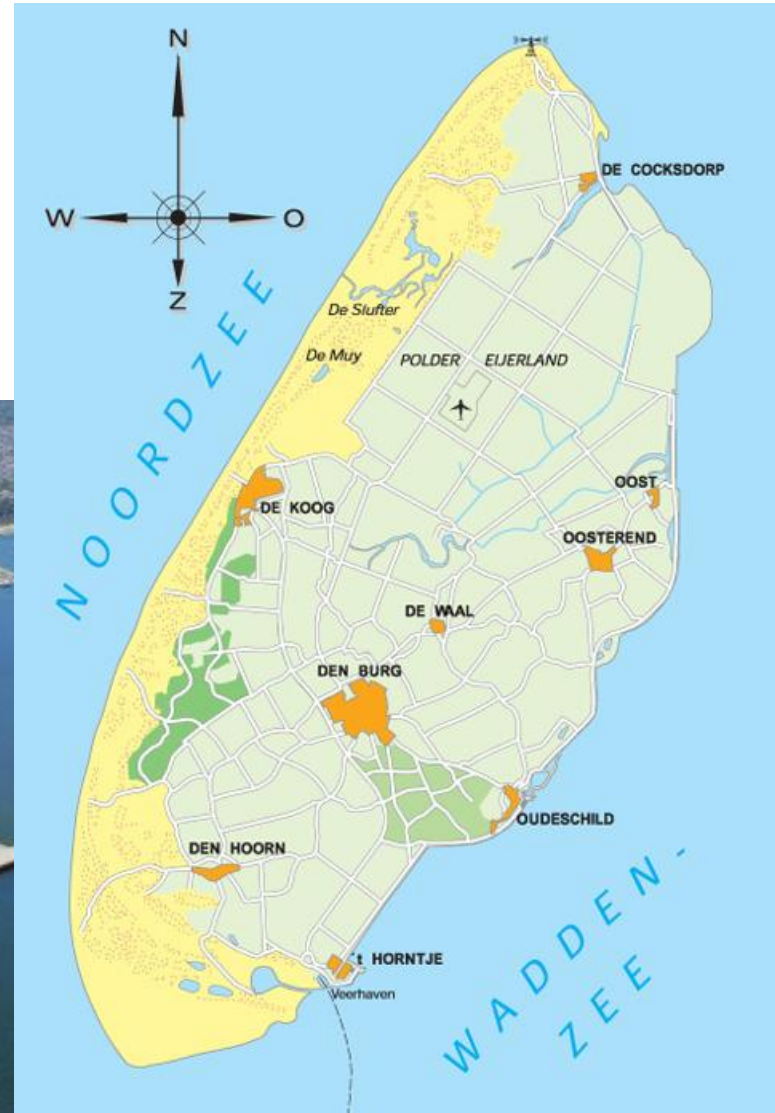 N
W
O
Z
DE COCKSDORP
De Slufter
De Muy
POLDER EIJERLAND
NOORDZEE
OOST
DE KOOG
OOSTEREND
DE WAAL
DEN BURG
OUDESCHILD
DEN HOORN
't HORNTJE
Veerhaven
WADDEN-
ZEE